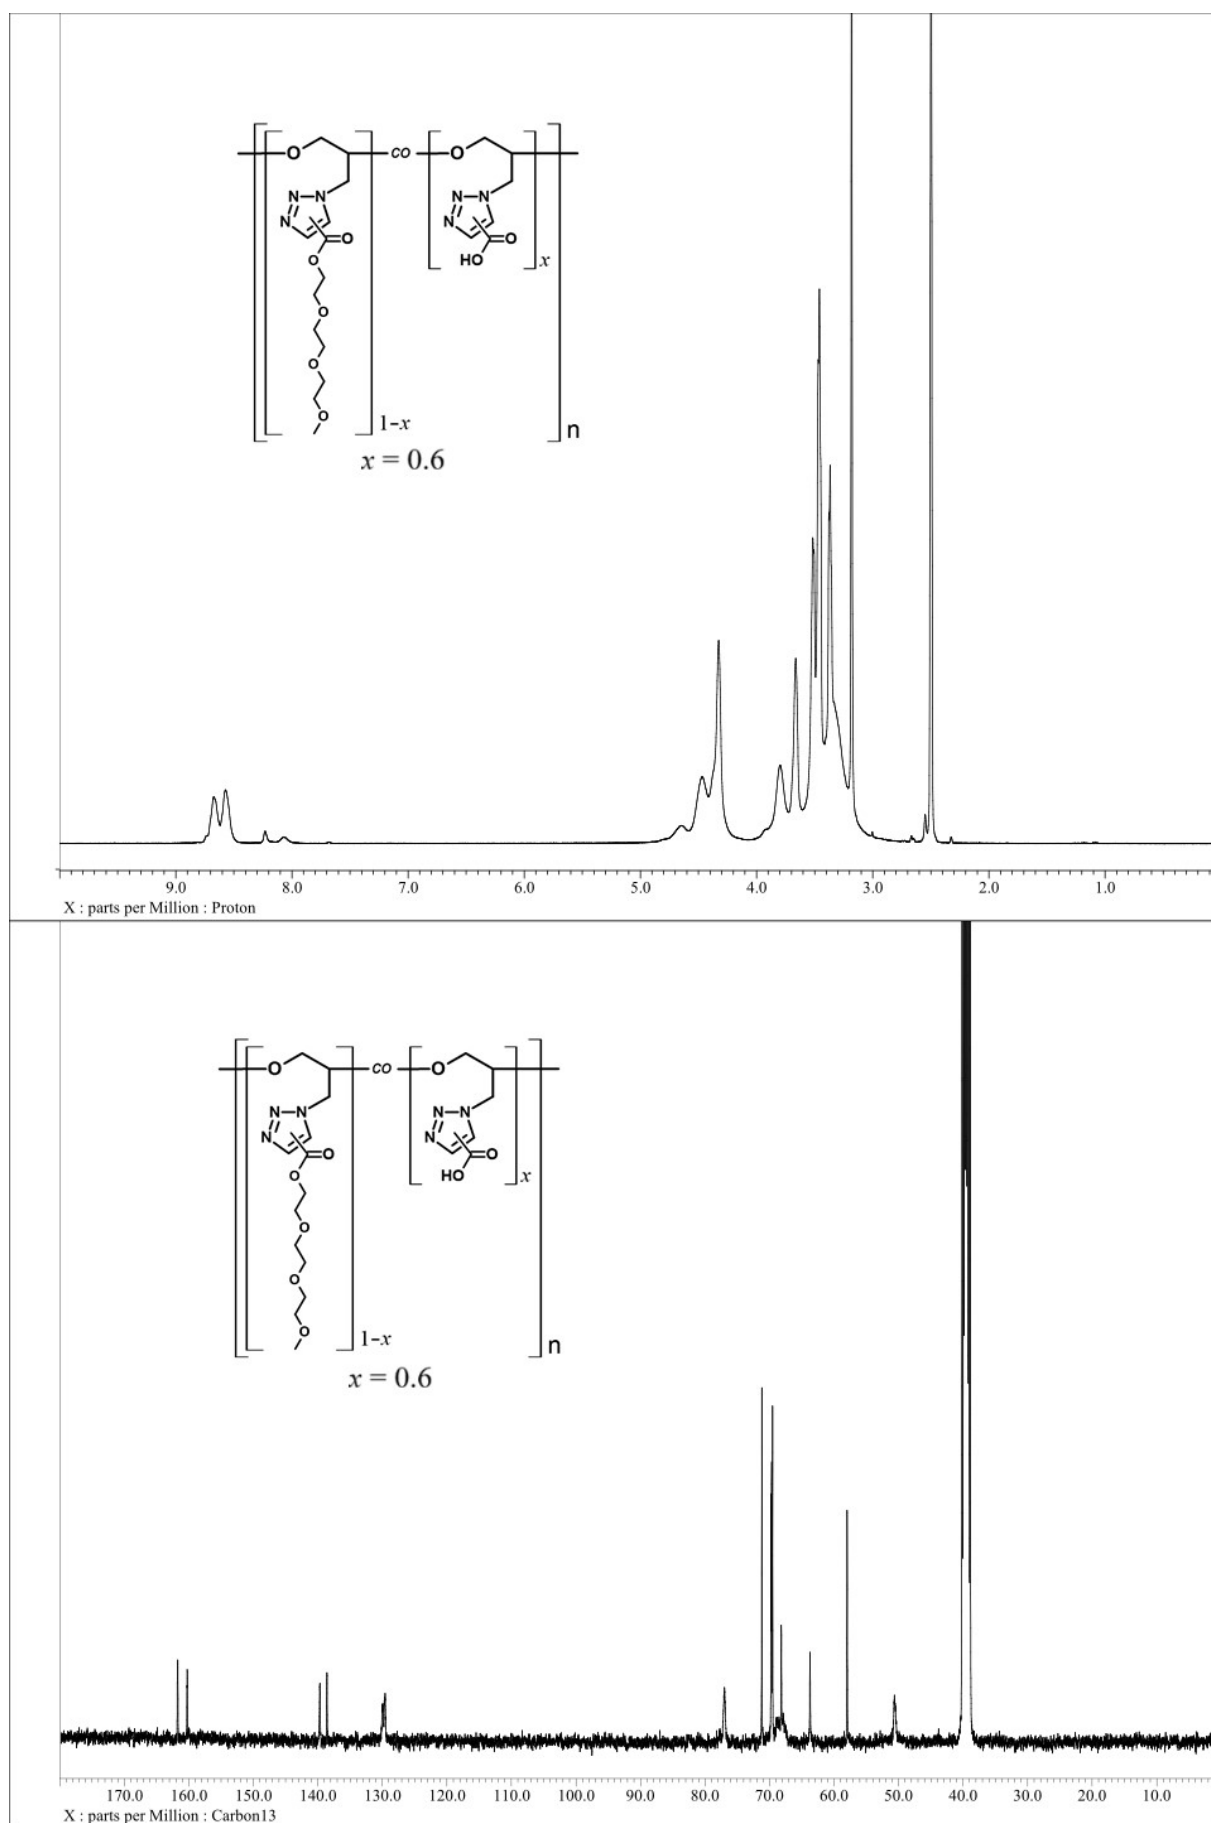 O
co
O
N
N
N
N
N
N
O
O
O
HO
x
O
O
O
1-x
n
x = 0.6
9.0 8.0 7.0 6.0 5.0 4.0 3.0 2.0 1.0
X : parts per Million : Proton
O
co
O
N
N
N
N
N
N
O
O
O
HO
x
O
O
O
1-x
n
x = 0.6
170.0 160.0 150.0 140.0 130.0 120.0 110.0 100.0 90.0 80.0 70.0 60.0 50.0 40.0 30.0 20.0 10.0
X : parts per Million : Carbon13